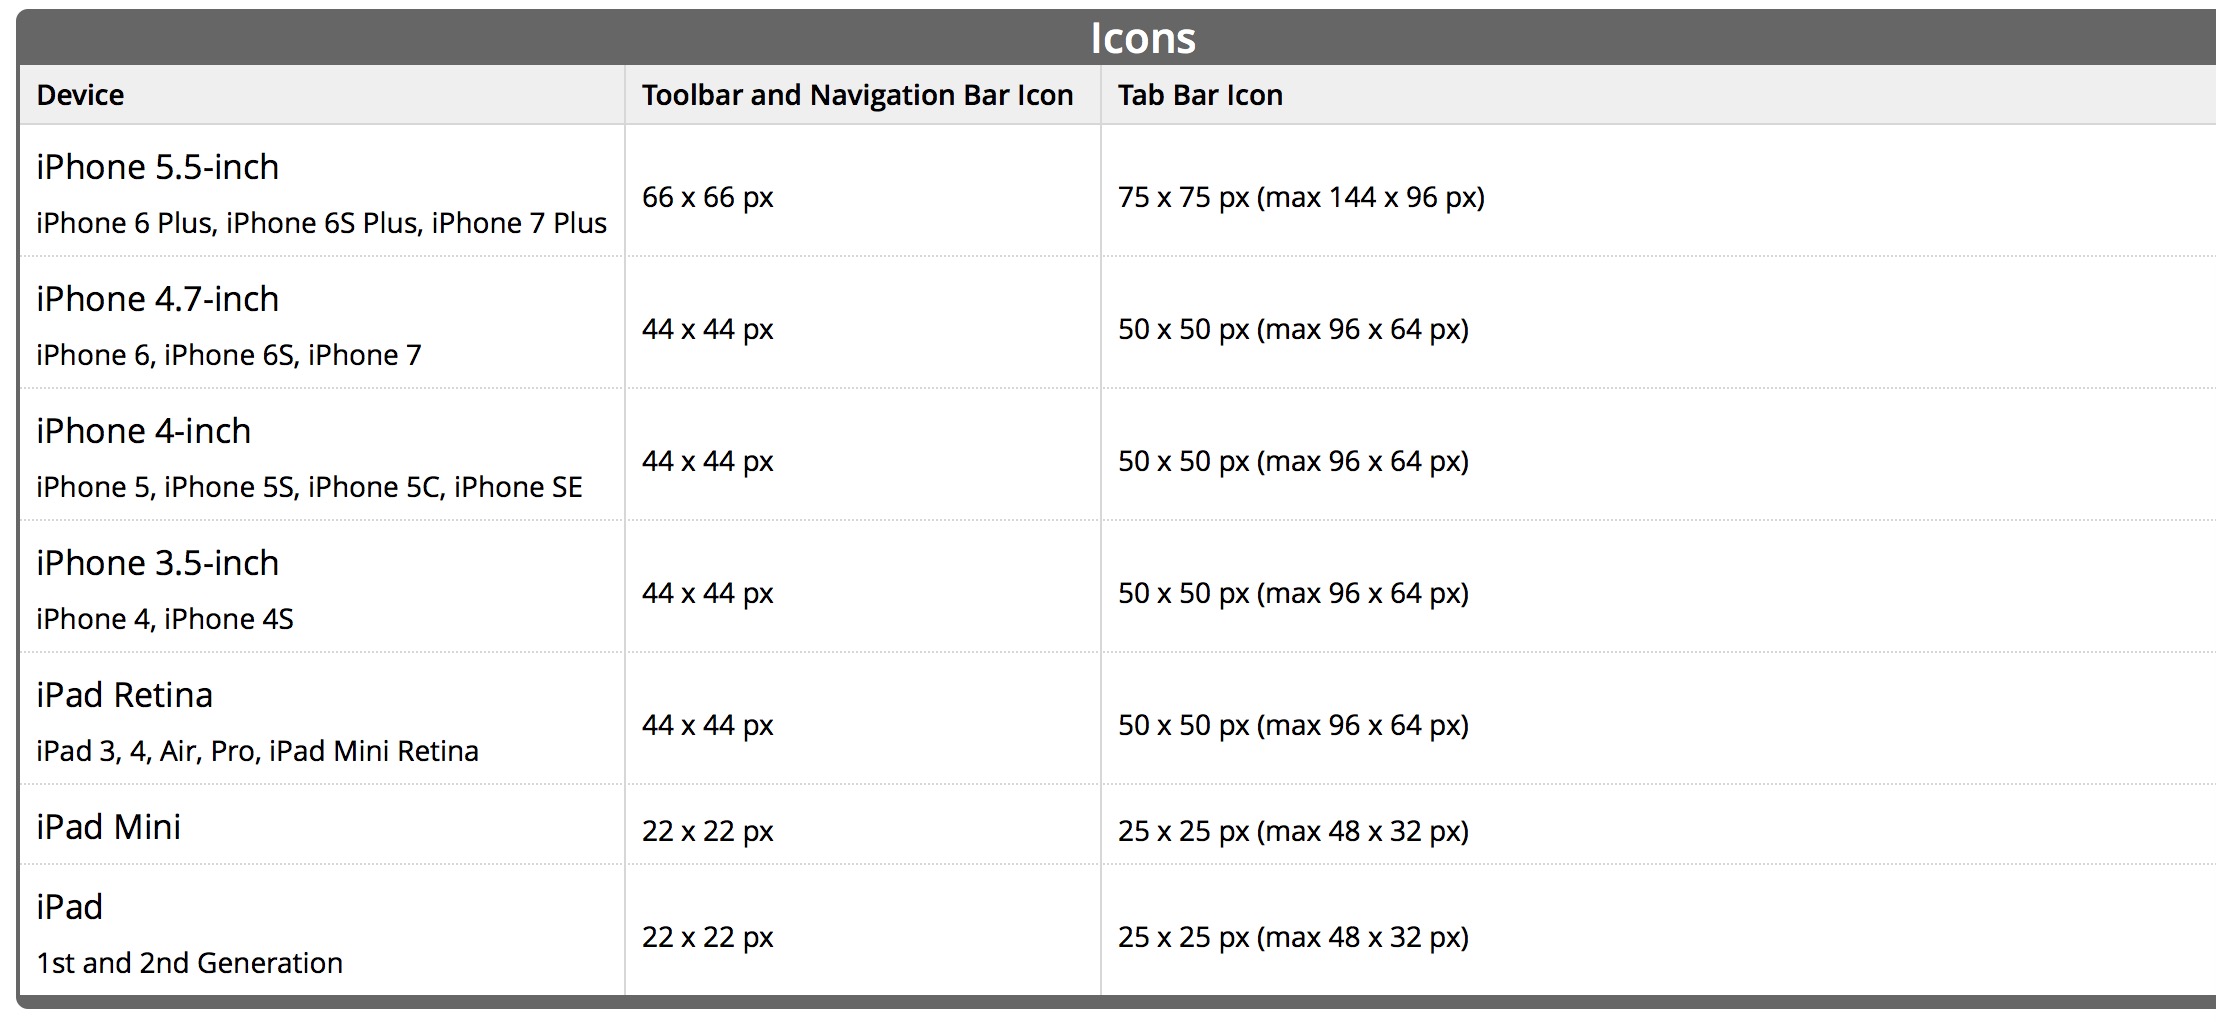 Icons
Device
Toolbar and Navigation Bar Icon
Tab Bar Icon
iPhone 5.5-inch
iPhone 6 Plus, iPhone 6S Plus, iPhone 7 Plus
66 x 66 px
75 x 75 px (max 144 x 96 px)
iPhone 4.7-inch
iPhone 6, iPhone 6S, iPhone 7
44 x 44 px
50 x 50 px (max 96 x 64 px)
iPhone 4-inch
iPhone 5, iPhone 5S, iPhone 5C, iPhone SE
44 x 44 px
50 x 50 px (max 96 x 64 px)
iPhone 3.5-inch
iPhone 4, iPhone 4S
44 x 44 px
50 x 50 px (max 96 x 64 px)
iPad Retina
iPad 3, 4, Air, Pro, iPad Mini Retina
44 x 44 px
50 x 50 px (max 96 x 64 px)
iPad Mini
22 x 22 px
25 x 25 px (max 48 x 32 px)
iPad
1st and 2nd Generation
22 x 22 px
25 x 25 px (max 48 x 32 px)